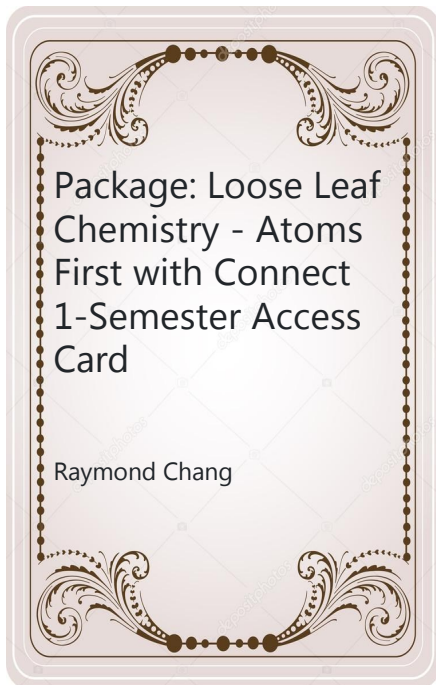 Package: Loose Leaf
Chemistry - Atoms
First with Connect
1-Semester Access
Card
Raymond Chang